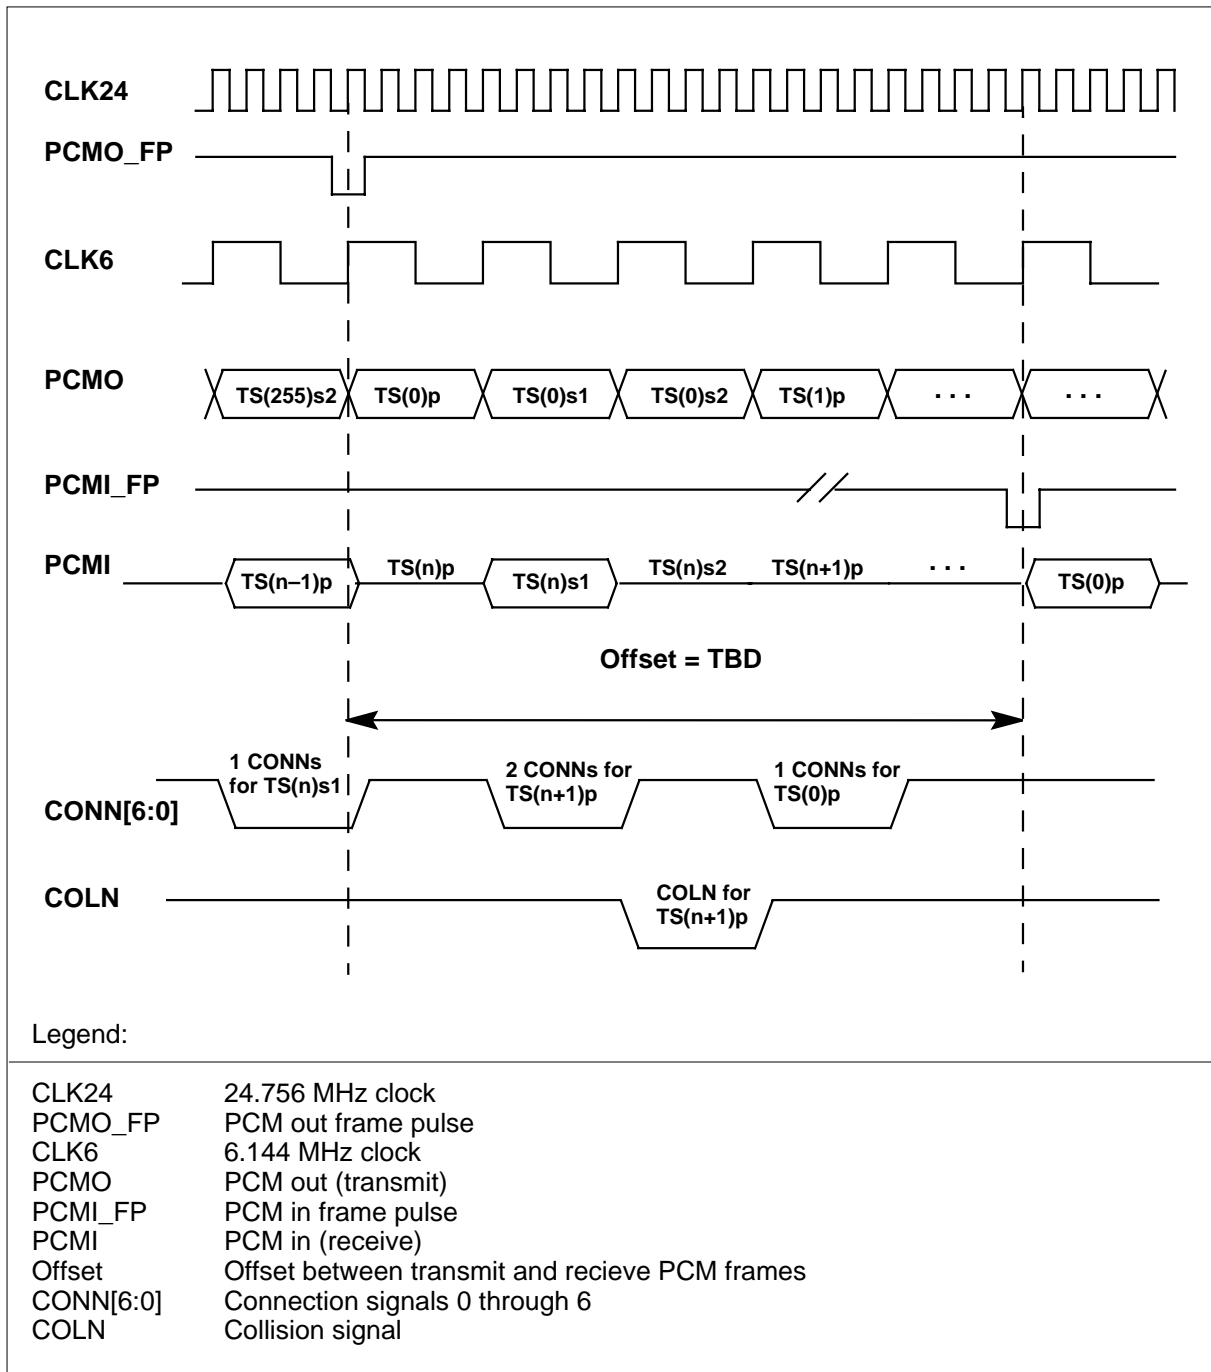 CLK24
PCMO_FP
CLK6
PCMO
TS(255)s2 TS(0)p TS(0)s1 TS(0)s2 TS(1)p . . . . . .
PCMI_FP
PCMI
TS(n–1)p TS(n)p TS(n)s1 TS(n)s2 TS(n+1)p . . . TS(0)p
Offset = TBD
1 CONNs
for TS(n)s1
2 CONNs for
TS(n+1)p
1 CONNs for
TS(0)p
CONN[6:0]
COLN
COLN for
TS(n+1)p
Legend:
CLK24 24.756 MHz clock
PCMO_FP PCM out frame pulse
CLK6 6.144 MHz clock
PCMO PCM out (transmit)
PCMI_FP PCM in frame pulse
PCMI PCM in (receive)
Offset Offset between transmit and recieve PCM frames
CONN[6:0] Connection signals 0 through 6
COLN Collision signal